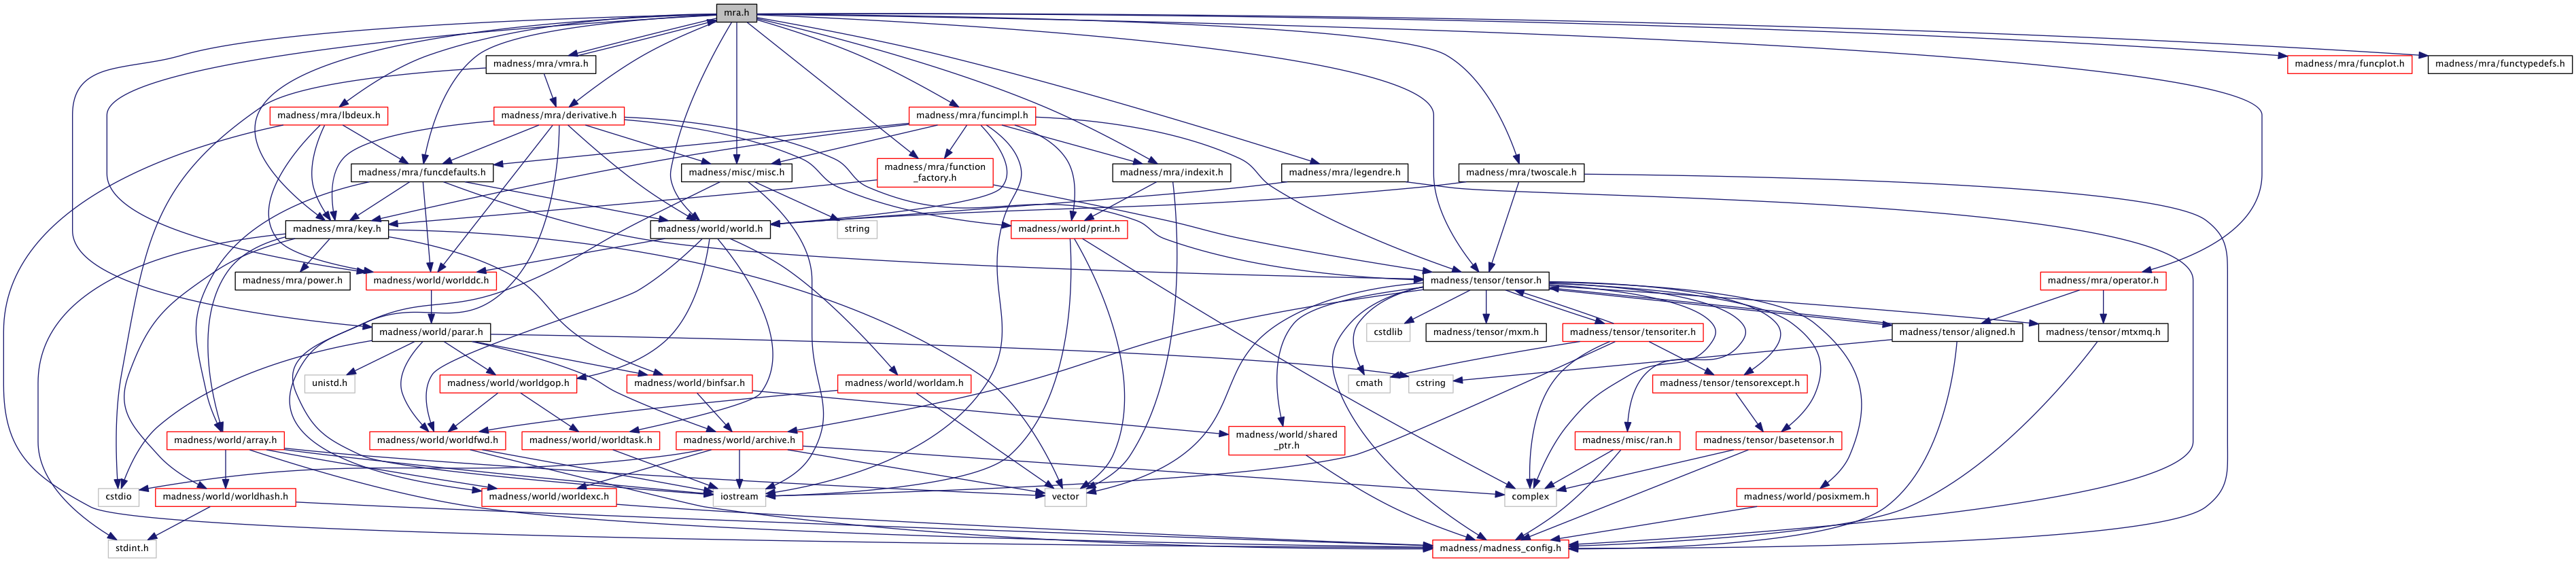 mra.h
madness/mra/vmra.h
madness/mra/funcplot.h
madness/mra/functypedefs.h
madness/mra/lbdeux.h
madness/mra/derivative.h
madness/mra/funcimpl.h
madness/mra/funcdefaults.h
madness/misc/misc.h
madness/mra/function
_factory.h
madness/mra/indexit.h
madness/mra/legendre.h
madness/mra/twoscale.h
madness/mra/key.h
madness/world/world.h
string
madness/world/print.h
madness/mra/power.h
madness/world/worlddc.h
madness/tensor/tensor.h
madness/mra/operator.h
madness/world/parar.h
cstdlib
madness/tensor/mxm.h
madness/tensor/tensoriter.h
madness/tensor/aligned.h
madness/tensor/mtxmq.h
unistd.h
madness/world/worldgop.h
madness/world/binfsar.h
madness/world/worldam.h
cmath
cstring
madness/tensor/tensorexcept.h
madness/world/array.h
madness/world/worldfwd.h
madness/world/worldtask.h
madness/world/archive.h
madness/world/shared
_ptr.h
madness/misc/ran.h
madness/tensor/basetensor.h
cstdio
madness/world/worldhash.h
madness/world/worldexc.h
iostream
vector
complex
madness/world/posixmem.h
stdint.h
madness/madness_config.h